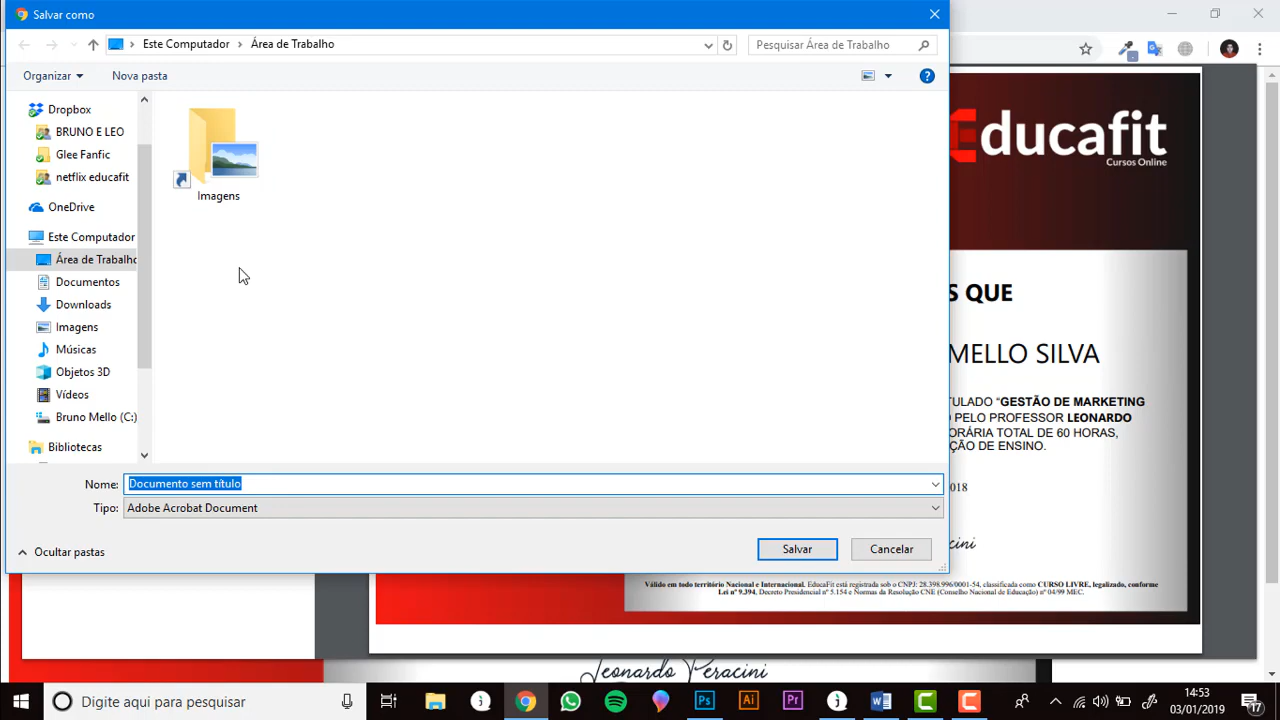 Salvar como
Este Computador › Área de Trabalho
Pesquisar Área de Trabalho
Organizar
Nova pasta
Dropbox
BRUNO E LEO
Glee Fanfic
netflix educafit
OneDrive
Este Computador
Área de Trabalho
Documentos
Downloads
Imagens
Músicas
Objetos 3D
Vídeos
Bruno Mello (C:)
Bibliotecas
Imagens
Nome: Documento sem título
Tipo: Adobe Acrobat Document
Ocultar pastas
Salvar
Cancelar
Educafit
Cursos Online
S QUE
MELLO SILVA
TULADO “GESTÃO DE MARKETING
PELO PROFESSOR LEONARDO
ORÁRIA TOTAL DE 60 HORAS,
ÇÃO DE ENSINO.
018
cini
Válido em todo território Nacional e Internacional. EducaFit está registrada sob o CNPJ: 28.398.996/0001-54, classificada como CURSO LIVRE, legalizado, conforme
Lei nº 9.394, Decreto Presidencial nº 5.154 e Normas da Resolução CNE (Conselho Nacional de Educação) nº 04/99 MEC.
Leonardo Peracini
Digite aqui para pesquisar
Ps
Ai
Pr
14:53
03/01/2019
17